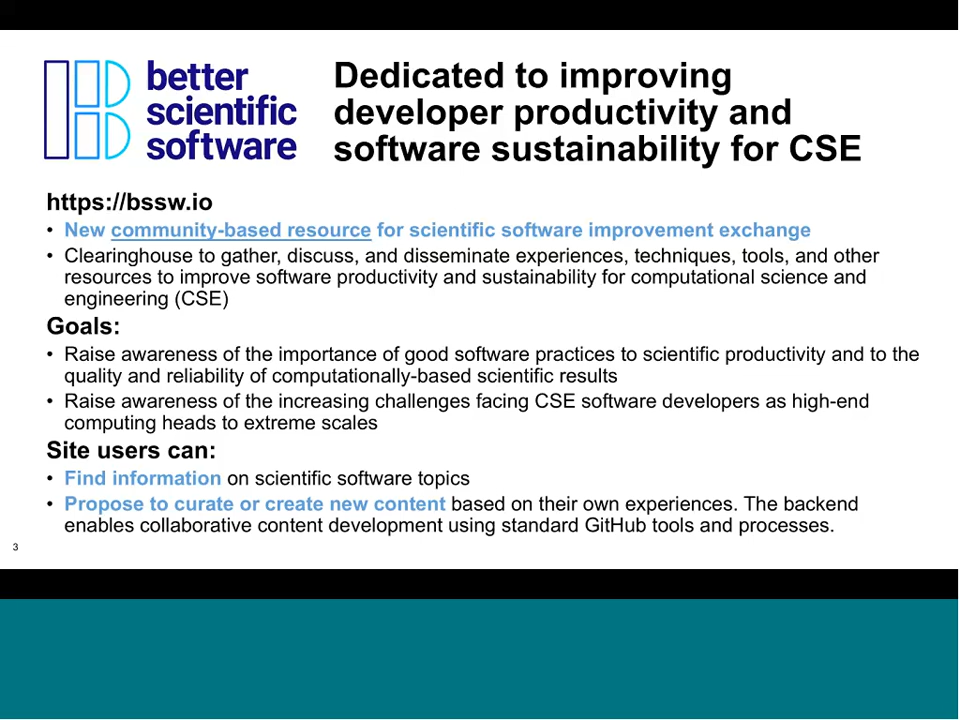 better
scientific
software
Dedicated to improving
developer productivity and
software sustainability for CSE
https://bssw.io
• New community-based resource for scientific software improvement exchange
• Clearinghouse to gather, discuss, and disseminate experiences, techniques, tools, and other
resources to improve software productivity and sustainability for computational science and
engineering (CSE)
Goals:
• Raise awareness of the importance of good software practices to scientific productivity and to the
quality and reliability of computationally-based scientific results
• Raise awareness of the increasing challenges facing CSE software developers as high-end
computing heads to extreme scales
Site users can:
• Find information on scientific software topics
• Propose to curate or create new content based on their own experiences. The backend
enables collaborative content development using standard GitHub tools and processes.
3